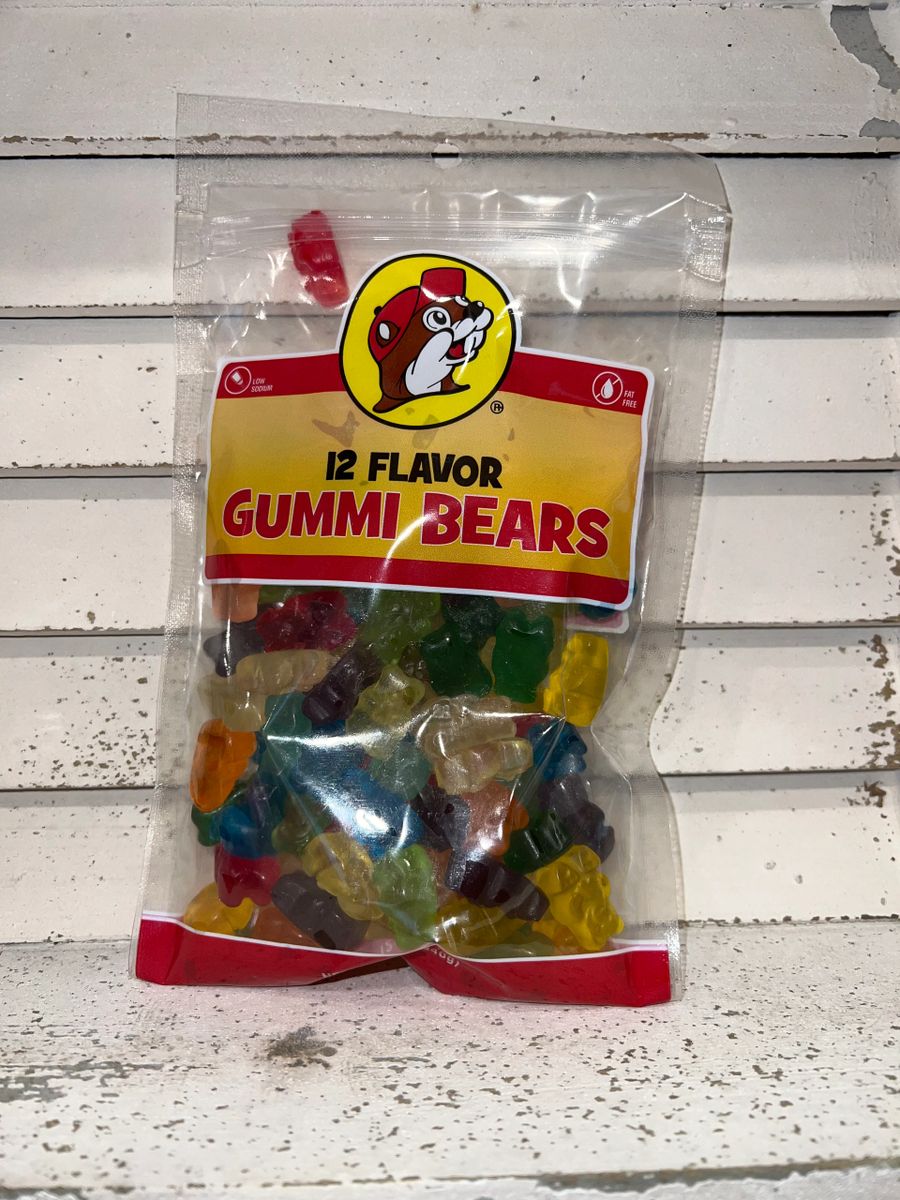 LOW
SODIUM
FAT
FREE
®
12 FLAVOR
GUMMI BEARS